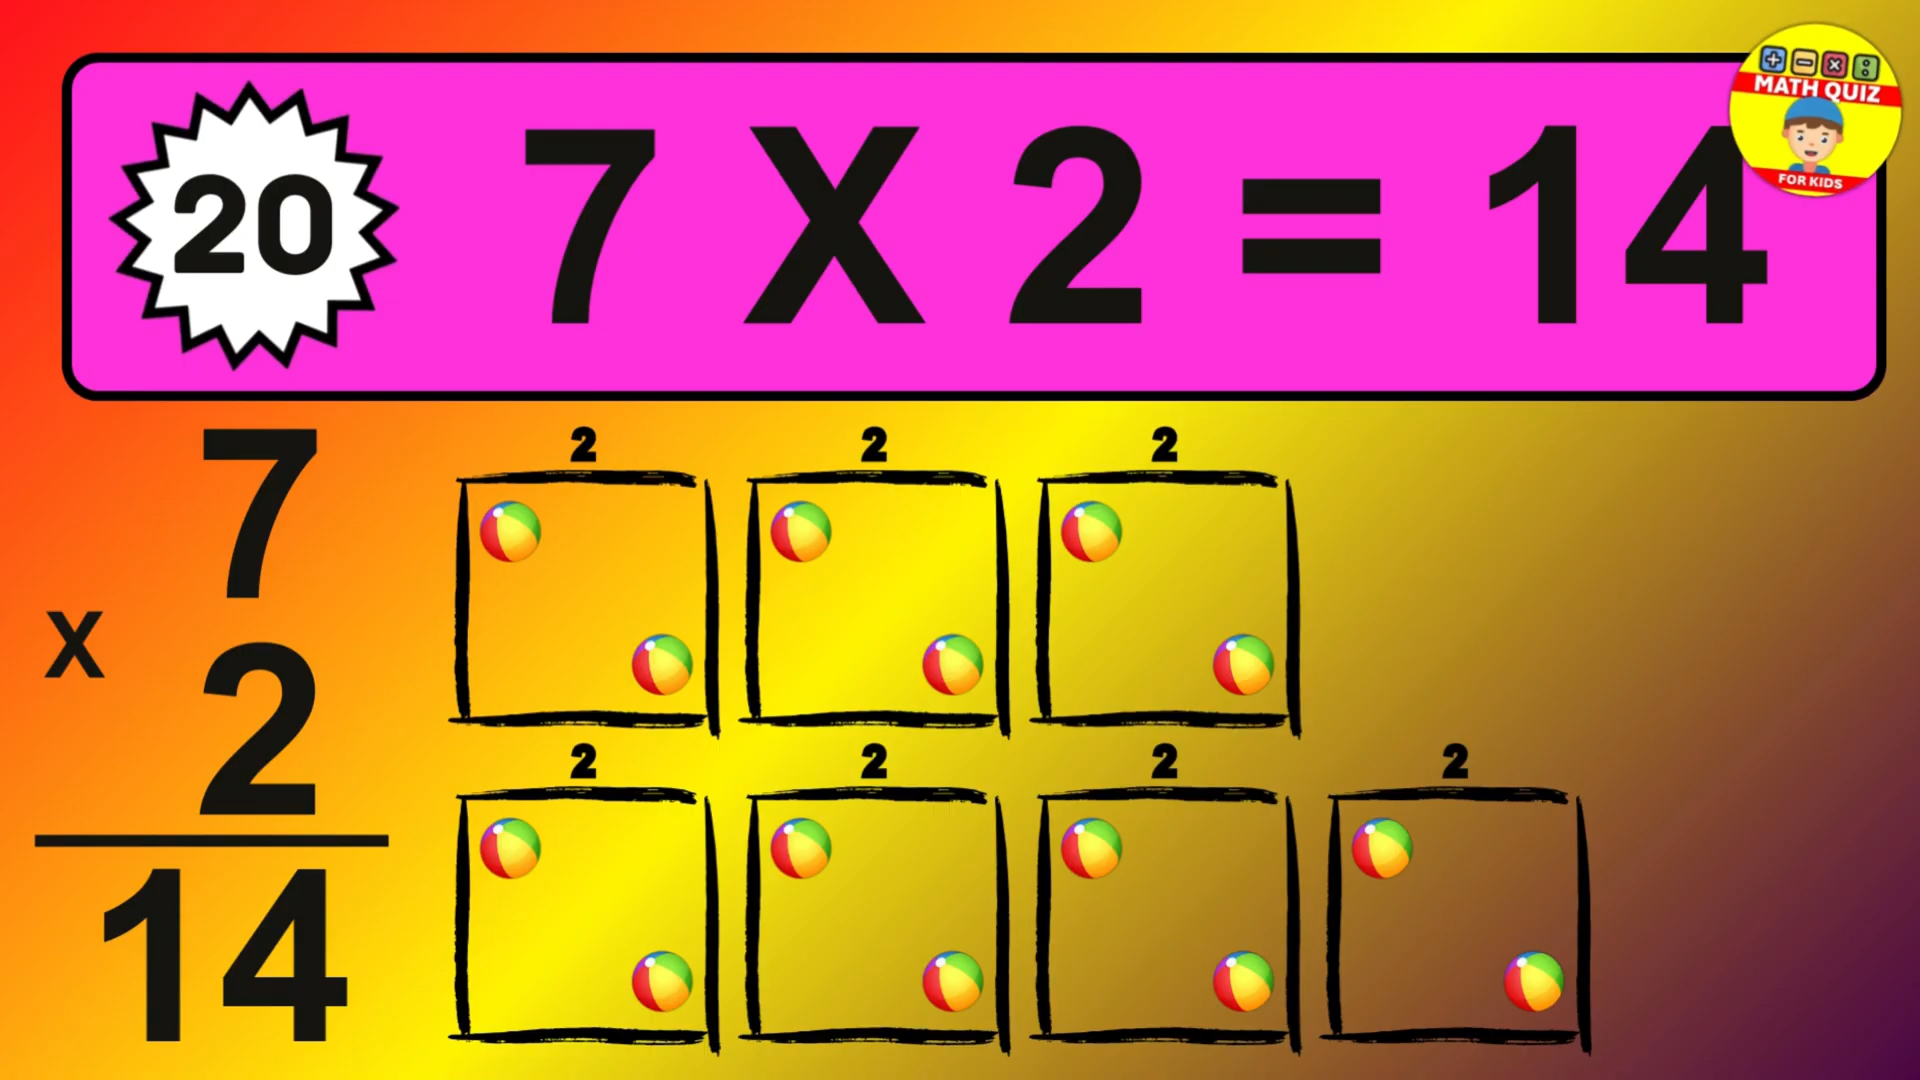 20
7 X 2 = 14
+ − × ÷
MATH QUIZ
FOR KIDS
7
X 2
14
2 2 2
2 2 2 2